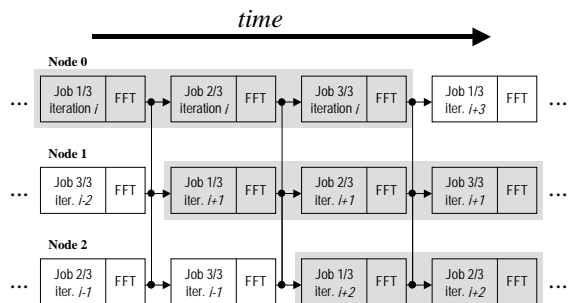 time
Node 0
... Job 1/3 FFT Job 2/3 FFT Job 3/3 FFT Job 1/3 FFT ...
iteration i iteration i iteration i iter. i+3
Node 1
... Job 3/3 FFT Job 1/3 FFT Job 2/3 FFT Job 3/3 FFT ...
iter. i-2 iter. i+1 iter. i+1 iter. i+1
Node 2
... Job 2/3 FFT Job 3/3 FFT Job 1/3 FFT Job 2/3 FFT ...
iter. i-1 iter. i-1 iter. i+2 iter. i+2